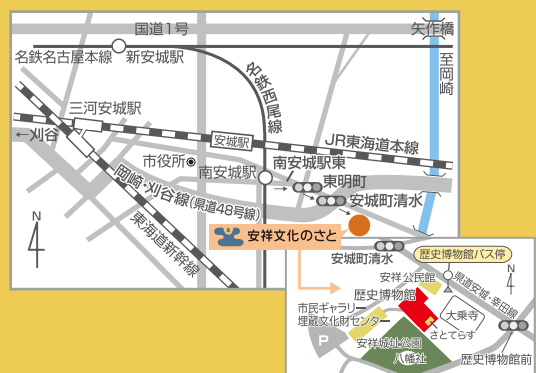 国道1号
矢作橋
名鉄名古屋本線
新安城駅
至岡崎
名鉄西尾線
三河安城駅
←刈谷
安城駅
JR東海道本線
市役所
南安城駅
南安城駅東
東明町
安城町清水
岡崎・刈谷線(県道48号線)
東海道新幹線
N
安祥文化のさと
安城町清水
歴史博物館バス停
安祥公民館
県道安城・幸田線
N
歴史博物館
市民ギャラリー
埋蔵文化財センター
大乗寺
さとてらす
P
安祥城址公園
八幡社
歴史博物館前